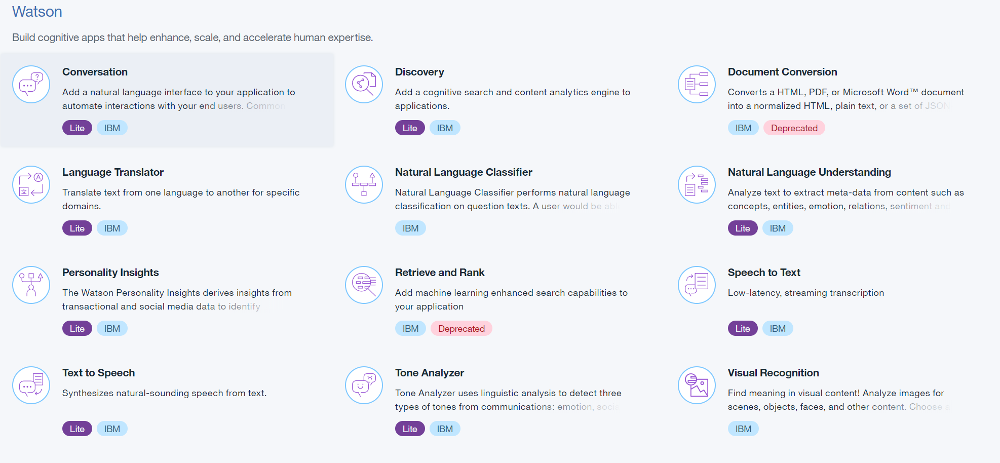 Watson
Build cognitive apps that help enhance, scale, and accelerate human expertise.
Conversation
Add a natural language interface to your application to
automate interactions with your end users. Common
Lite IBM
Discovery
Add a cognitive search and content analytics engine to
applications.
Lite IBM
Document Conversion
Converts a HTML, PDF, or Microsoft Word™ document
into a normalized HTML, plain text, or a set of JSON
IBM Deprecated
Language Translator
Translate text from one language to another for specific
domains.
Lite IBM
Natural Language Classifier
Natural Language Classifier performs natural language
classification on question texts. A user would be
IBM
Natural Language Understanding
Analyze text to extract meta-data from content such as
concepts, entities, emotion, relations, sentiment and
Lite IBM
Personality Insights
The Watson Personality Insights derives insights from
transactional and social media data to identify
Lite IBM
Retrieve and Rank
Add machine learning enhanced search capabilities to
your application
IBM Deprecated
Speech to Text
Low-latency, streaming transcription
Lite IBM
Text to Speech
Synthesizes natural-sounding speech from text.
Lite IBM
Tone Analyzer
Tone Analyzer uses linguistic analysis to detect three
types of tones from communications: emotion,
Lite IBM
Visual Recognition
Find meaning in visual content! Analyze images for
scenes, objects, faces, and other content. Choose
IBM